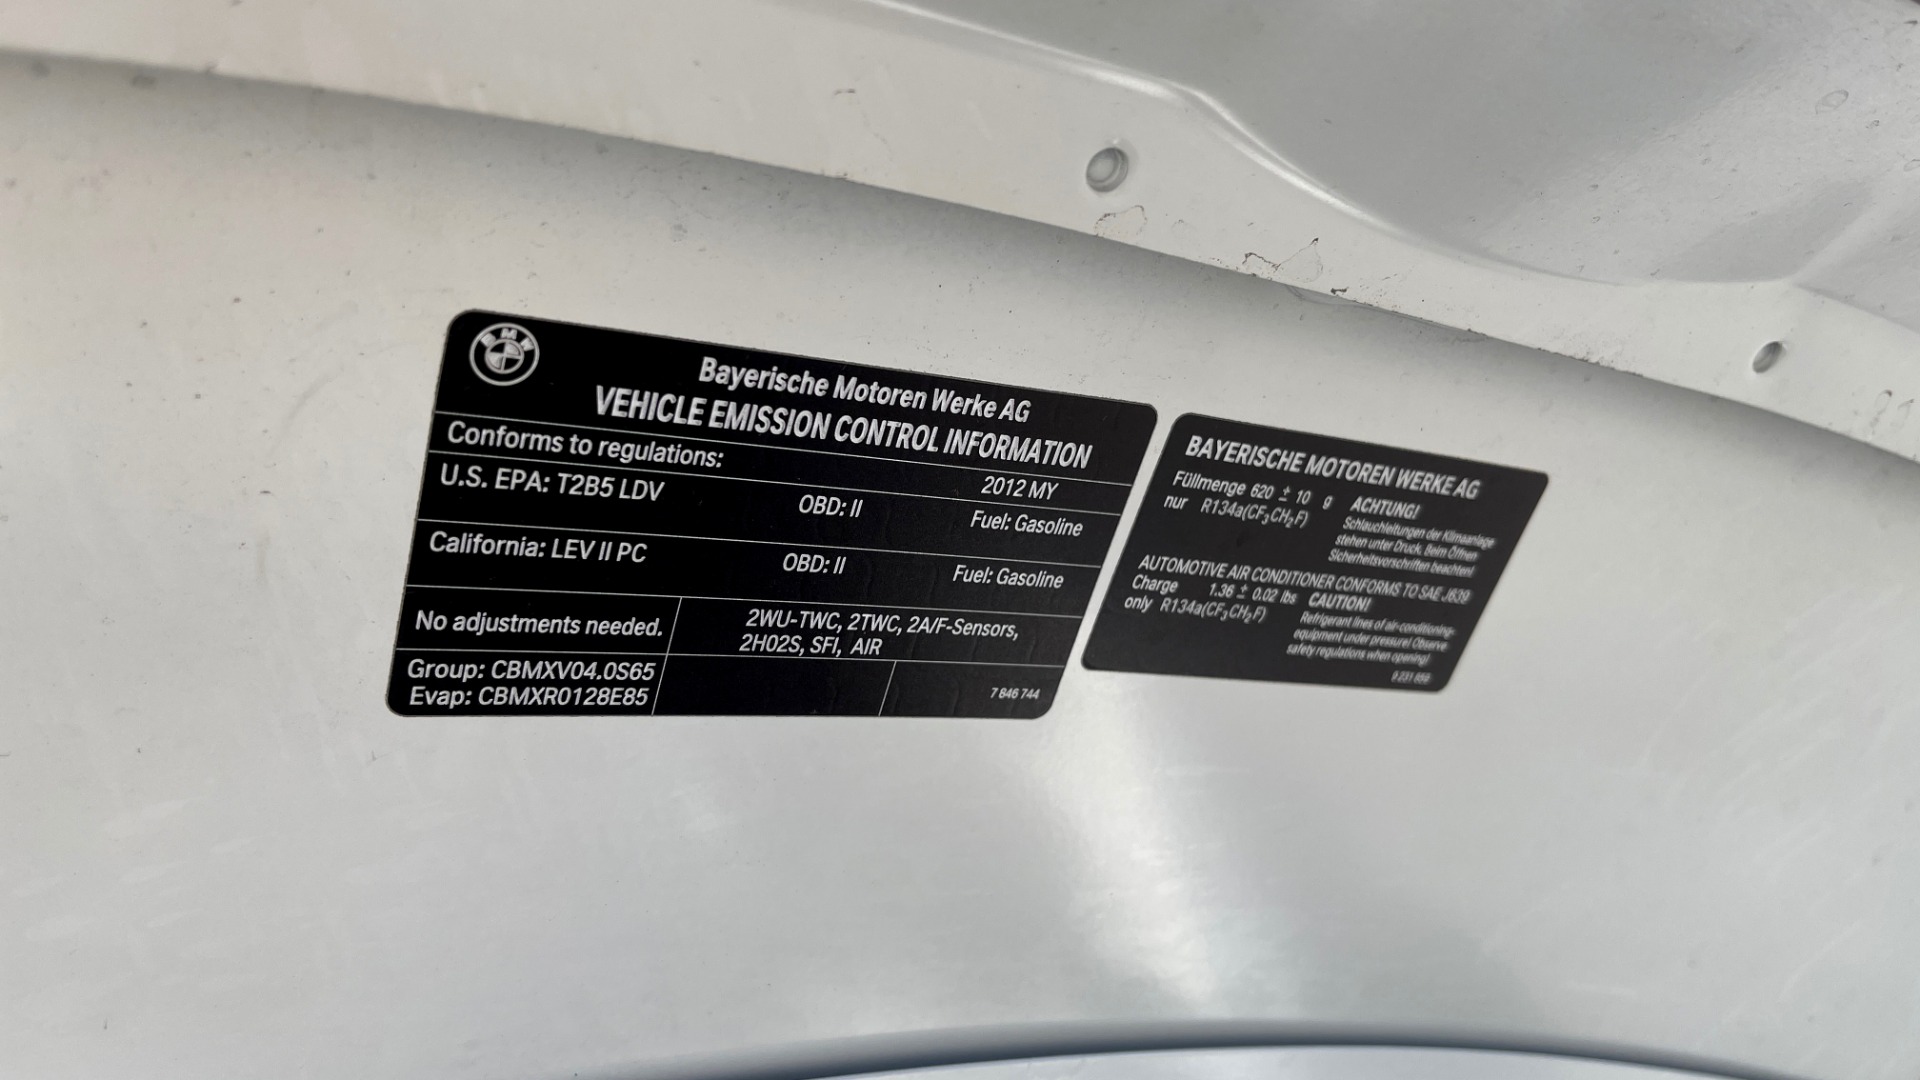 BMW
Bayerische Motoren Werke AG
VEHICLE EMISSION CONTROL INFORMATION
Conforms to regulations:
2012 MY
U.S. EPA: T2B5 LDV OBD: II Fuel: Gasoline
California: LEV II PC OBD: II Fuel: Gasoline
No adjustments needed.
2WU-TWC, 2TWC, 2A/F-Sensors,
2HO2S, SFI, AIR
Group: CBMXV04.0S65
Evap: CBMXR0128E85
7 846 744
BAYERISCHE MOTOREN WERKE AG
Füllmenge 620 ± 10 g
nur R134a(CF₃CH₂F)
ACHTUNG!
Schlauchleitungen der Klimaanlage
stehen unter Druck. Beim Öffnen
Sicherheitsvorschriften beachten!
AUTOMOTIVE AIR CONDITIONER CONFORMS TO SAE J639
Charge 1.36 ± 0.02 lbs
only R134a(CF₃CH₂F)
CAUTION!
Refrigerant lines of air-conditioning-
equipment under pressure! Observe
safety regulations when opening!
9 231 858